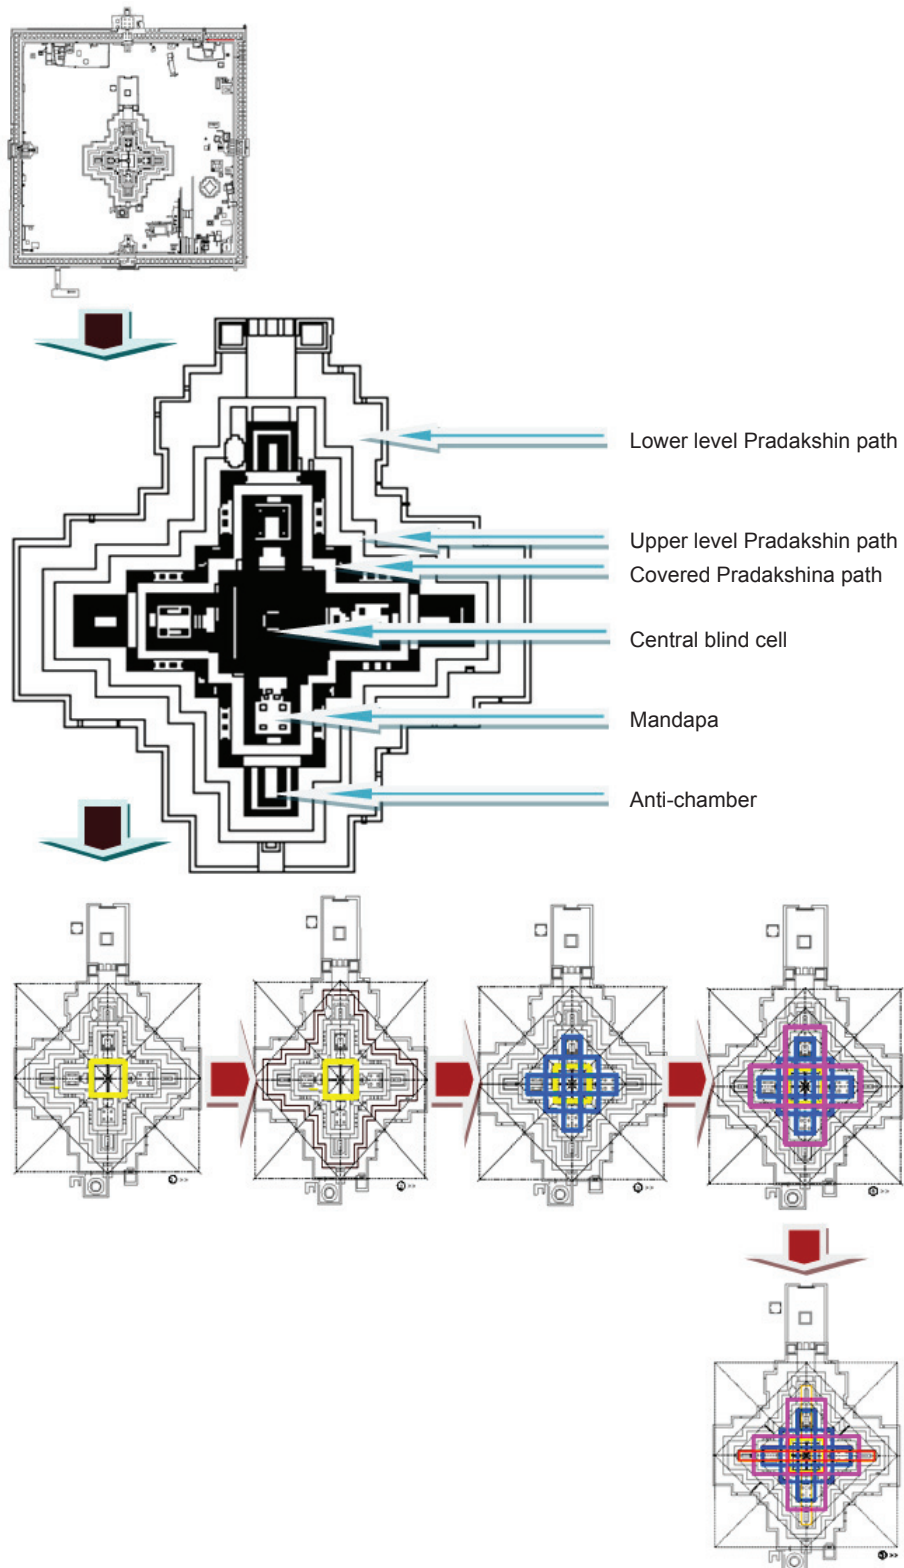 Lower level Pradakshin path
Upper level Pradakshin path
Covered Pradakshina path
Central blind cell
Mandapa
Anti-chamber
>>
>>
>>
>>
>>